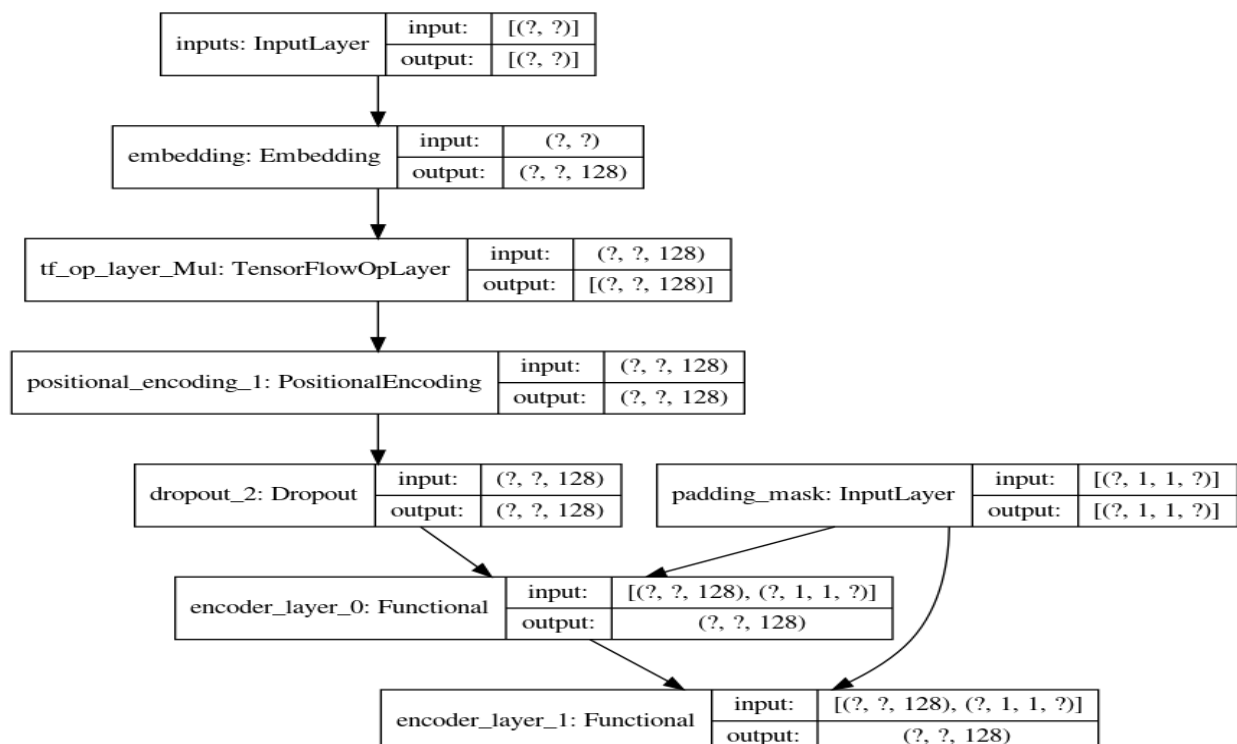 inputs: InputLayer input: [(?, ?)]
output: [(?, ?)]
embedding: Embedding input: (?, ?)
output: (?, ?, 128)
tf_op_layer_Mul: TensorFlowOpLayer input: (?, ?, 128)
output: [(?, ?, 128)]
positional_encoding_1: PositionalEncoding input: (?, ?, 128)
output: (?, ?, 128)
dropout_2: Dropout input: (?, ?, 128)
output: (?, ?, 128)
padding_mask: InputLayer input: [(?, 1, 1, ?)]
output: [(?, 1, 1, ?)]
encoder_layer_0: Functional input: [(?, ?, 128), (?, 1, 1, ?)]
output: (?, ?, 128)
encoder_layer_1: Functional input: [(?, ?, 128), (?, 1, 1, ?)]
output: (?, ?, 128)